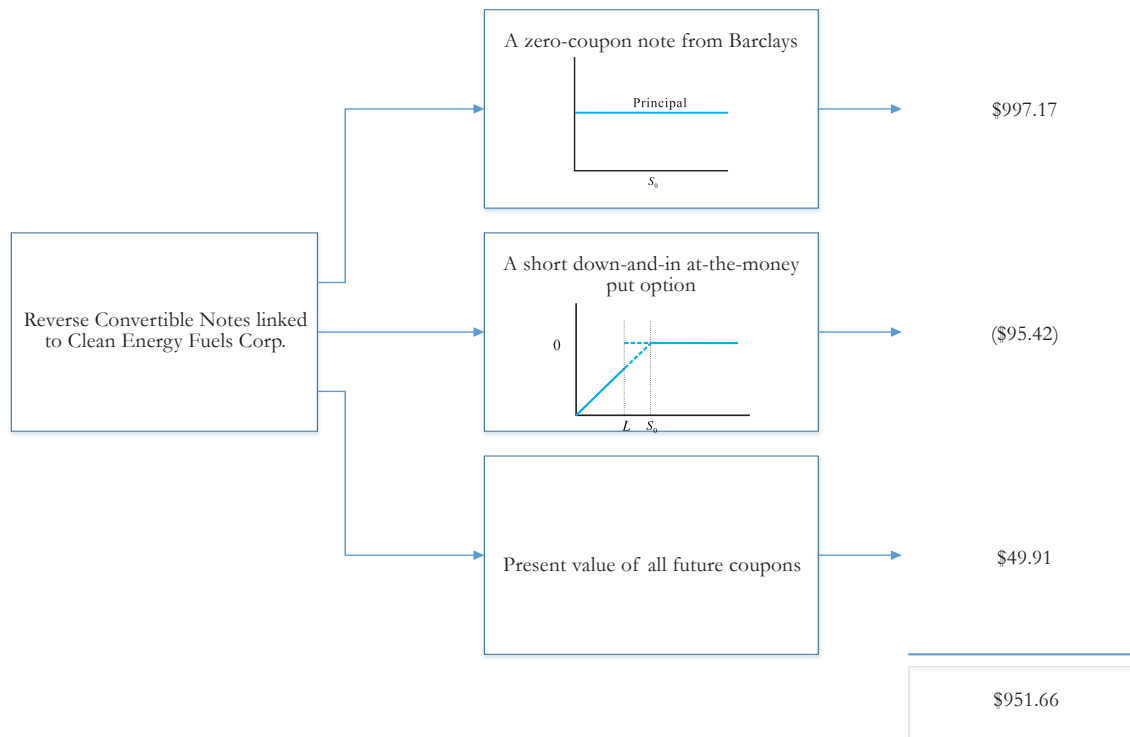 A zero-coupon note from Barclays
Principal
S₀
$997.17
Reverse Convertible Notes linked
to Clean Energy Fuels Corp.
A short down-and-in at-the-money
put option
0
L S₀
($95.42)
Present value of all future coupons
$49.91
$951.66